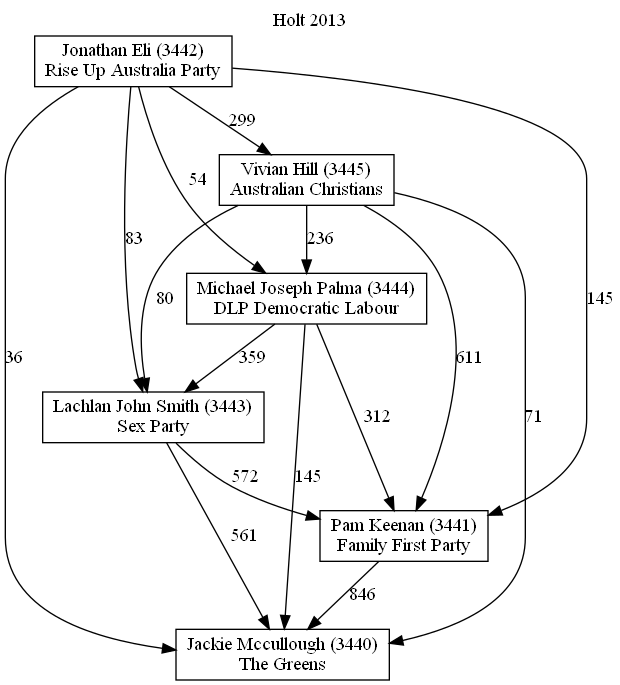 Holt 2013
Jonathan Eli (3442)
Rise Up Australia Party
299
Vivian Hill (3445)
Australian Christians
54
83
236
80
145
Michael Joseph Palma (3444)
DLP Democratic Labour
36
359
611
Lachlan John Smith (3443)
Sex Party
312
71
572
145
Pam Keenan (3441)
Family First Party
561
846
Jackie Mccullough (3440)
The Greens